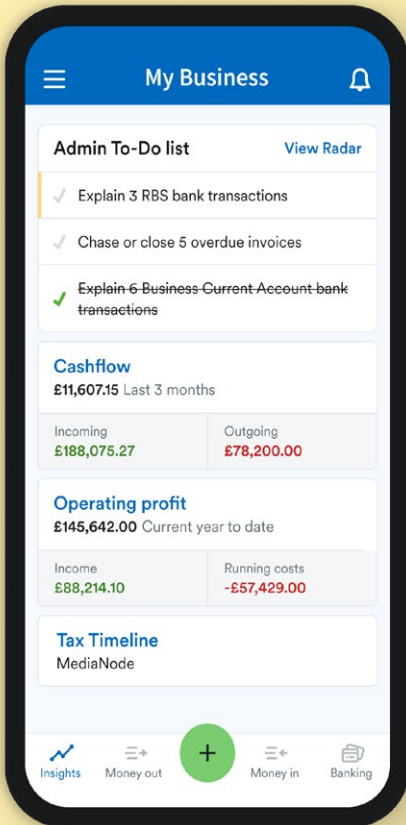 My Business
Admin To-Do list View Radar
Explain 3 RBS bank transactions
Chase or close 5 overdue invoices
Explain 6 Business Current Account bank
transactions
Cashflow
£11,607.15 Last 3 months
Incoming Outgoing
£188,075.27 £78,200.00
Operating profit
£145,642.00 Current year to date
Income Running costs
£88,214.10 -£57,429.00
Tax Timeline
MediaNode
Insights Money out + Money in Banking